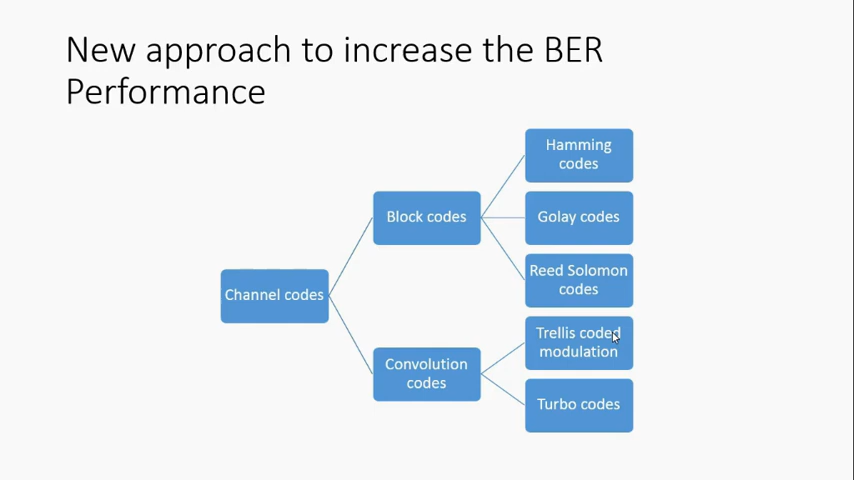 New approach to increase the BER
Performance
Hamming
codes
Block codes
Golay codes
Reed Solomon
codes
Channel codes
Trellis coded
modulation
Convolution
codes
Turbo codes